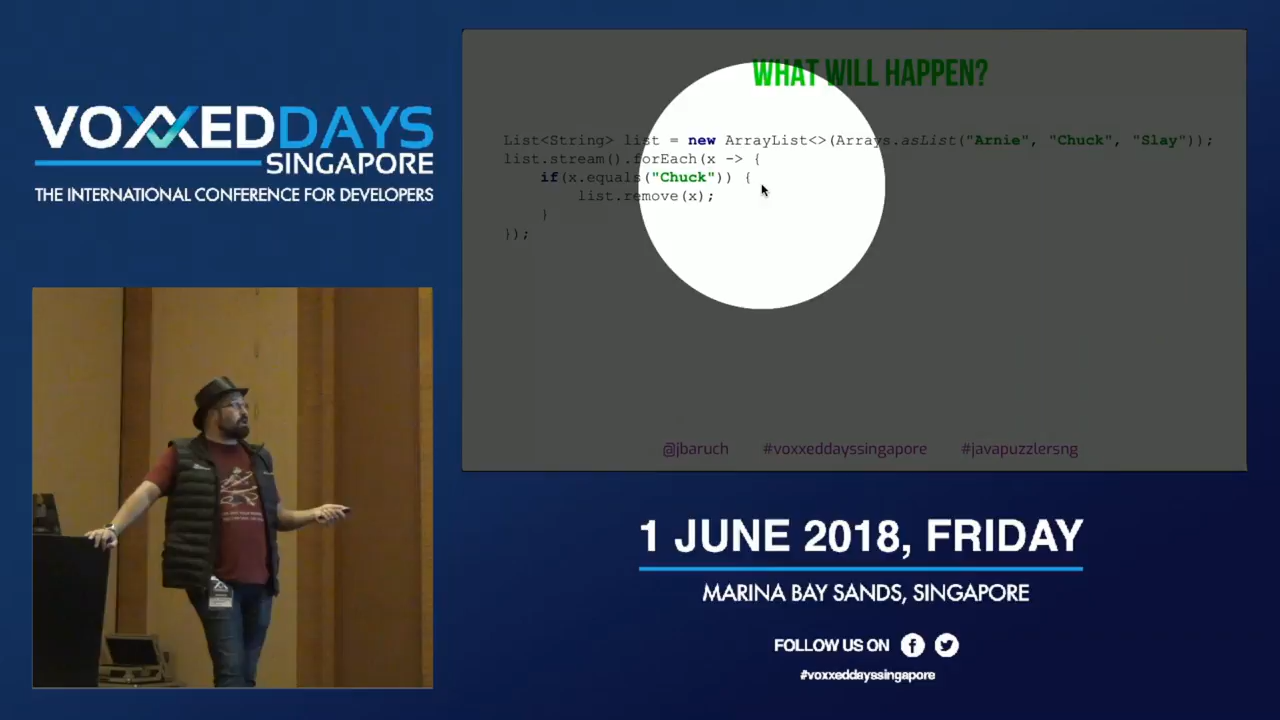 VOXXEDDAYS
SINGAPORE
THE INTERNATIONAL CONFERENCE FOR DEVELOPERS
WHAT WILL HAPPEN?
List<String> list = new ArrayList<>(Arrays.asList("Arnie", "Chuck", "Slay"));
list.stream().forEach(x -> {
if(x.equals("Chuck")) {
list.remove(x);
}
});
@jbaruch #voxxeddayssingapore #javapuzzlersng
1 JUNE 2018, FRIDAY
MARINA BAY SANDS, SINGAPORE
FOLLOW US ON
#voxxeddayssingapore